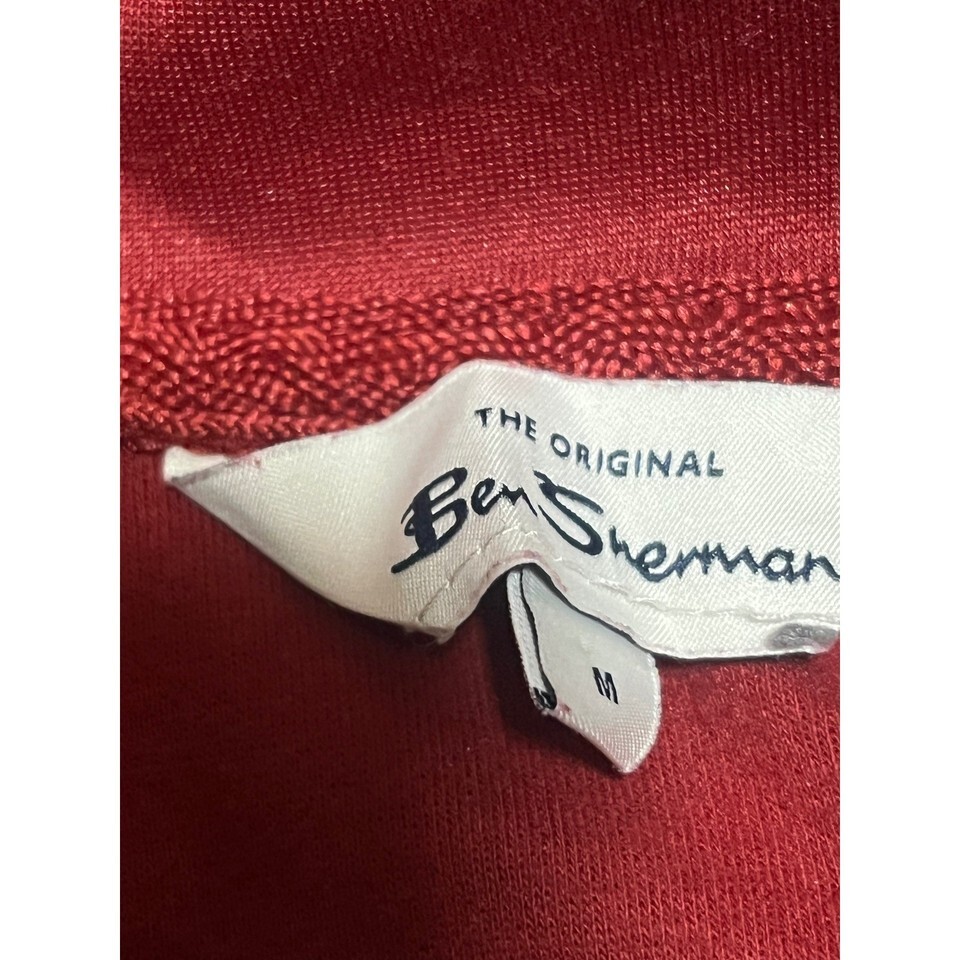 THE ORIGINAL
Ben Sherman
M